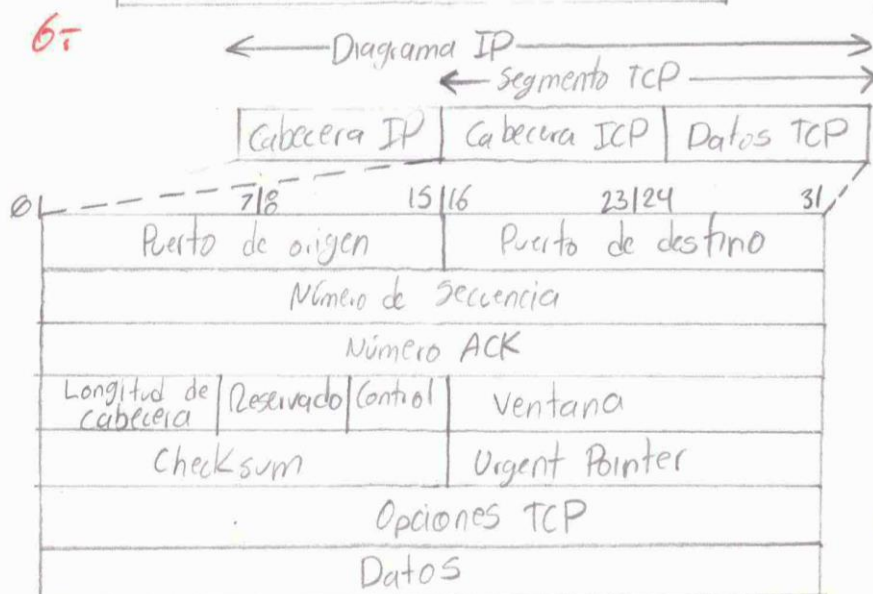 6-
Diagrama IP
Segmento TCP
Cabecera IP Cabecera ICP Datos TCP
0 7 8 15 16 23 24 31
Puerto de origen Puerto de destino
Número de Secuencia
Número ACK
Longitud de cabecera Reservado Control Ventana
Checksum Urgent Pointer
Opciones TCP
Datos